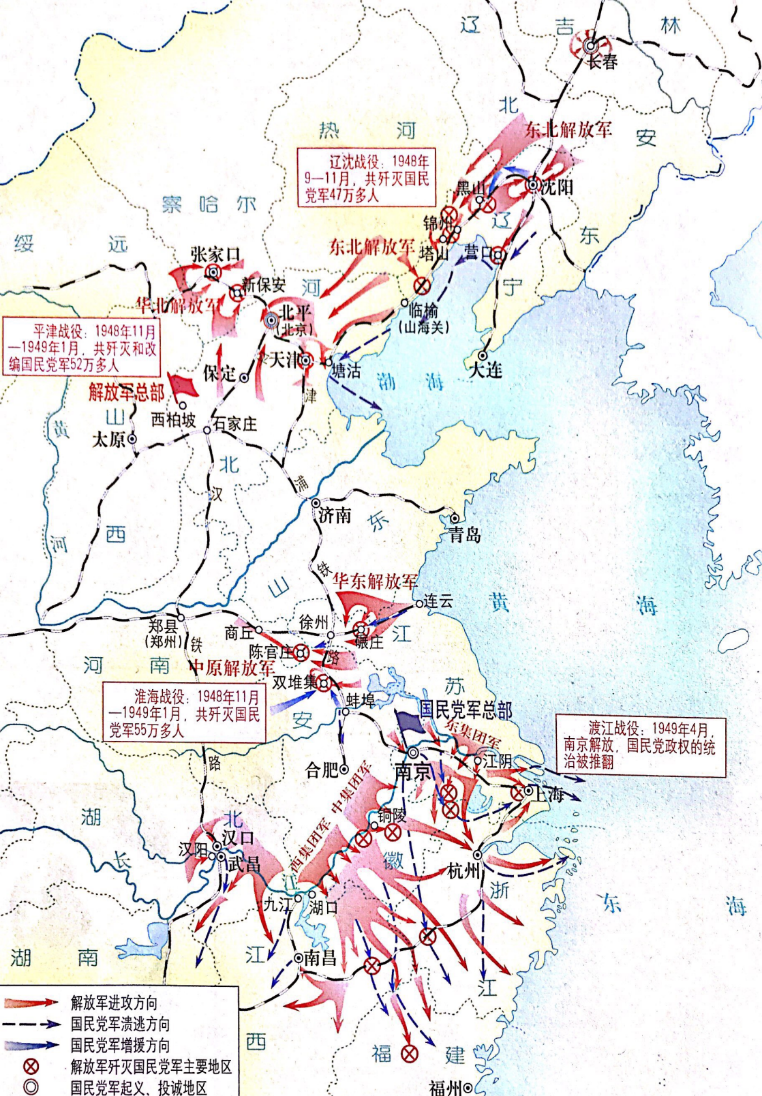 辽 吉 林
长春
北
安
东
热 河
东北解放军
辽沈战役：1948年
9—11月，共歼灭国民
党军47万多人
黑山
沈阳
辽
宁
锦州
塔山
营口
察哈尔
绥 远
张家口
新保安
东北解放军
河
华北解放军
北平
(北京)
临榆
(山海关)
平津战役：1948年11月
—1949年1月，共歼灭和改
编国民党军52万多人
天津
塘沽
大连
保定
渤 海
解放军总部
西柏坡
石家庄
山
太原
津
黄
北
汉
浦
济南
东
青岛
河
西
山
铁
华东解放军
连云
黄 海
郑县
(郑州)
商丘
徐州
碾庄
江
铁
陈官庄
路
河 南
中原解放军
双堆集
苏
淮海战役：1948年11月
—1949年1月，共歼灭国民
党军55万多人
安
蚌埠
国民党军总部
东集团军
渡江战役：1949年4月，
南京解放，国民党政权的统
治被推翻
路
合肥
南京
江阴
上海
中集团军
湖
北
铜陵
汉口
汉阳
武昌
西集团军
长
徽
杭州
浙
江
九江
湖口
东 海
湖 南
江
南昌
江
西
福 建
福州
解放军进攻方向
国民党军溃逃方向
国民党军增援方向
解放军歼灭国民党军主要地区
国民党军起义、投诚地区